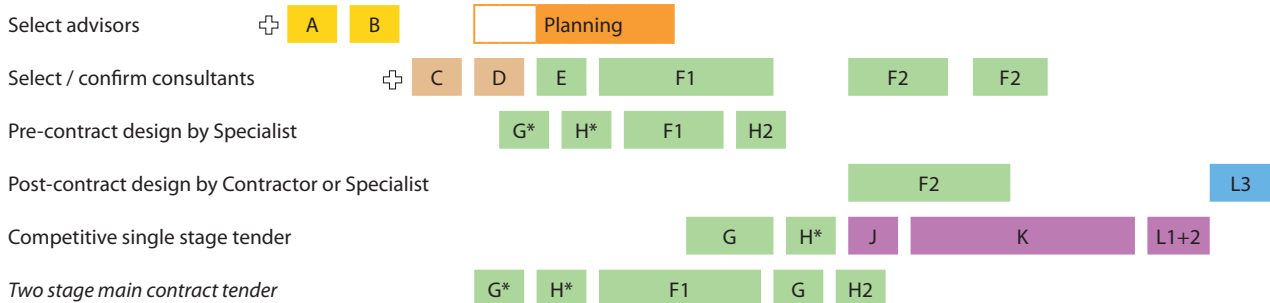 Select advisors A B Planning
Select / confirm consultants C D E F1 F2 F2
Pre-contract design by Specialist G* H* F1 H2
Post-contract design by Contractor or Specialist F2 L3
Competitive single stage tender G H* J K L1+2
Two stage main contract tender G* H* F1 G H2